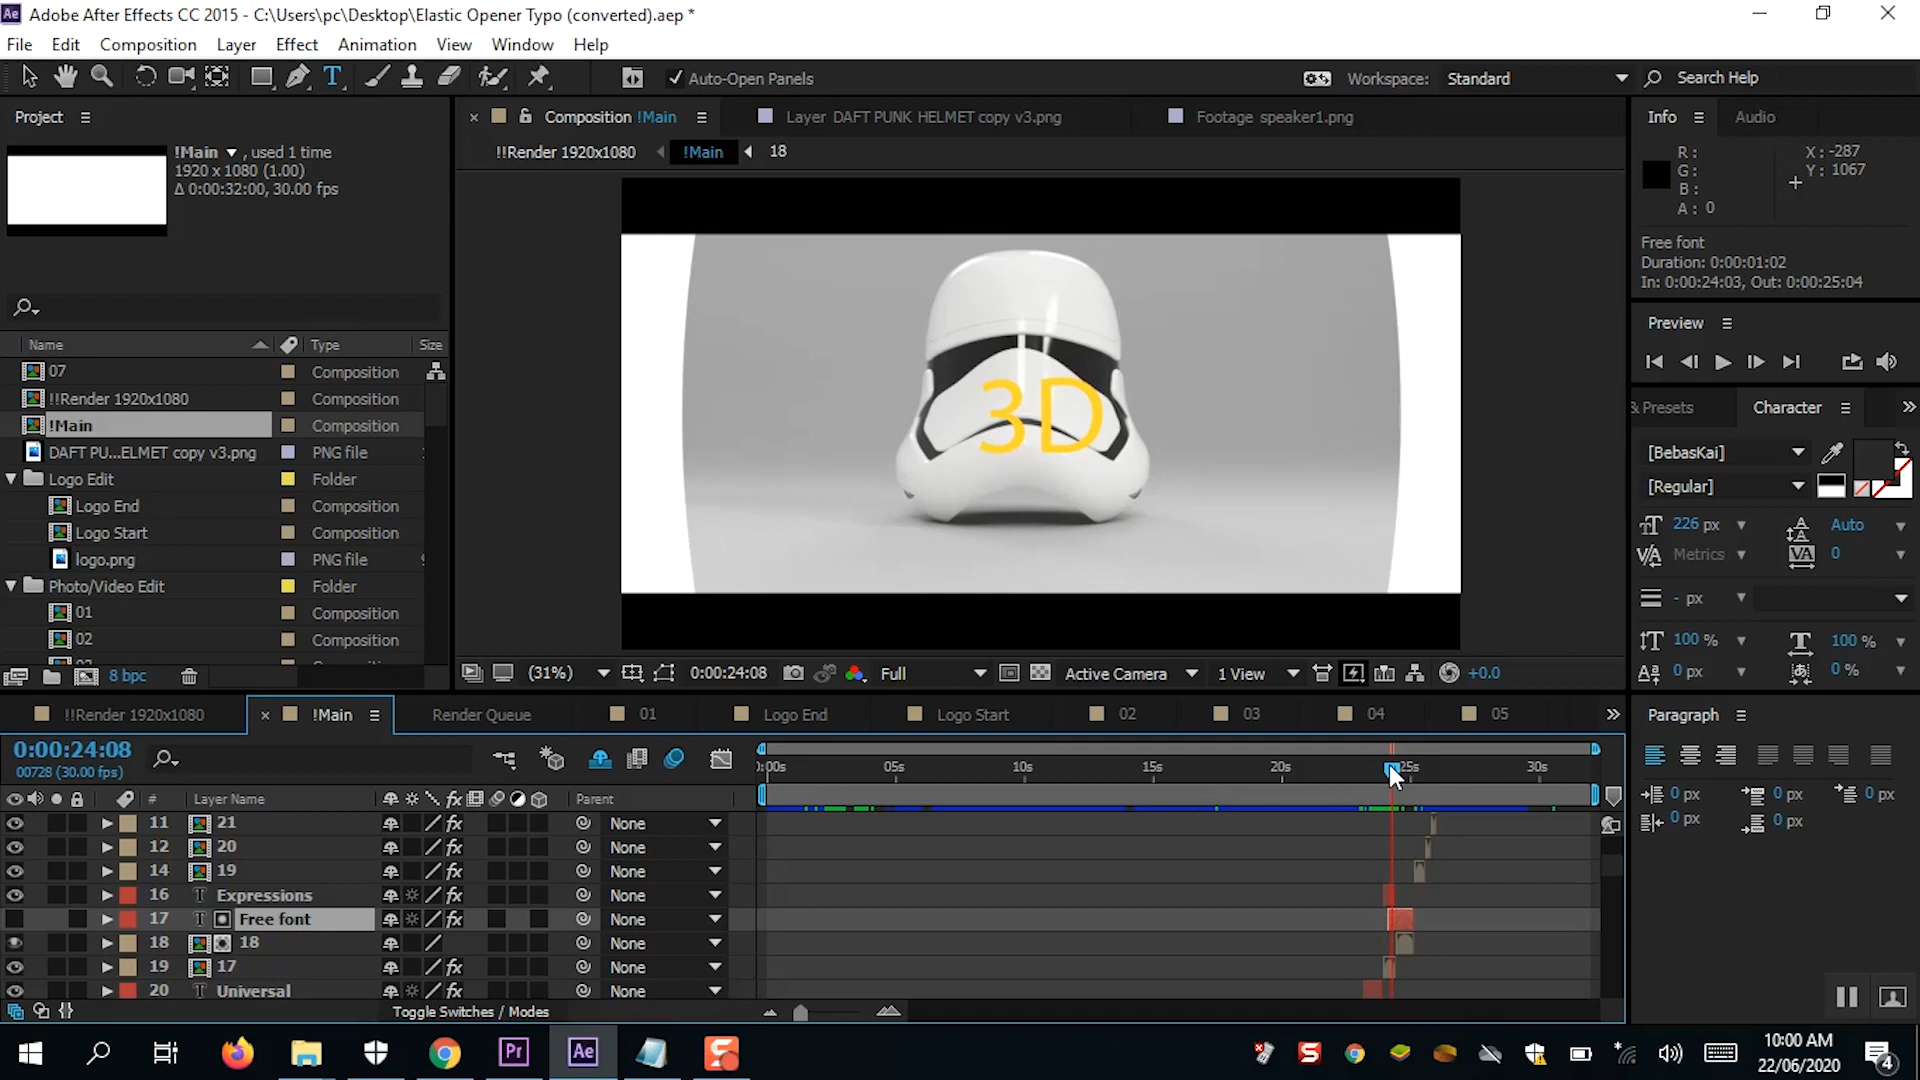 Ae Adobe After Effects CC 2015 - C:\Users\pc\Desktop\Elastic Opener Typo (converted).aep *
File Edit Composition Layer Effect Animation View Window Help
Auto-Open Panels Workspace: Standard Search Help
Project
!Main , used 1 time
1920 x 1080 (1.00)
Δ 0:00:32:00, 30.00 fps
Name Type Size
07 Composition
!!Render 1920x1080 Composition
!Main Composition
DAFT PU...ELMET copy v3.png PNG file
Logo Edit Folder
Logo End Composition
Logo Start Composition
logo.png PNG file
Photo/Video Edit Folder
01 Composition
02 Composition
8 bpc
Composition !Main Layer DAFT PUNK HELMET copy v3.png Footage speaker1.png
!!Render 1920x1080 !Main 18
3D
(31%) 0:00:24:08 Full Active Camera 1 View +0.0
Info Audio
R: X: -287
G: Y: 1067
B:
A: 0
Free font
Duration: 0:00:01:02
In: 0:00:24:03, Out: 0:00:25:04
Preview
& Presets Character
[BebasKai]
[Regular]
226 px Auto
Metrics 0
- px
100 % 100 %
0 px 0 %
Paragraph
0 px 0 px 0 px
0 px 0 px
!!Render 1920x1080 !Main Render Queue 01 Logo End Logo Start 02 03 04 05
0:00:24:08
00728 (30.00 fps)
):00s 05s 10s 15s 20s 25s 30s
# Layer Name Parent
11 21 None
12 20 None
14 19 None
16 T Expressions None
17 T Free font None
18 18 None
19 17 None
20 T Universal None
Toggle Switches / Modes
Pr Ae
10:00 AM
22/06/2020
4